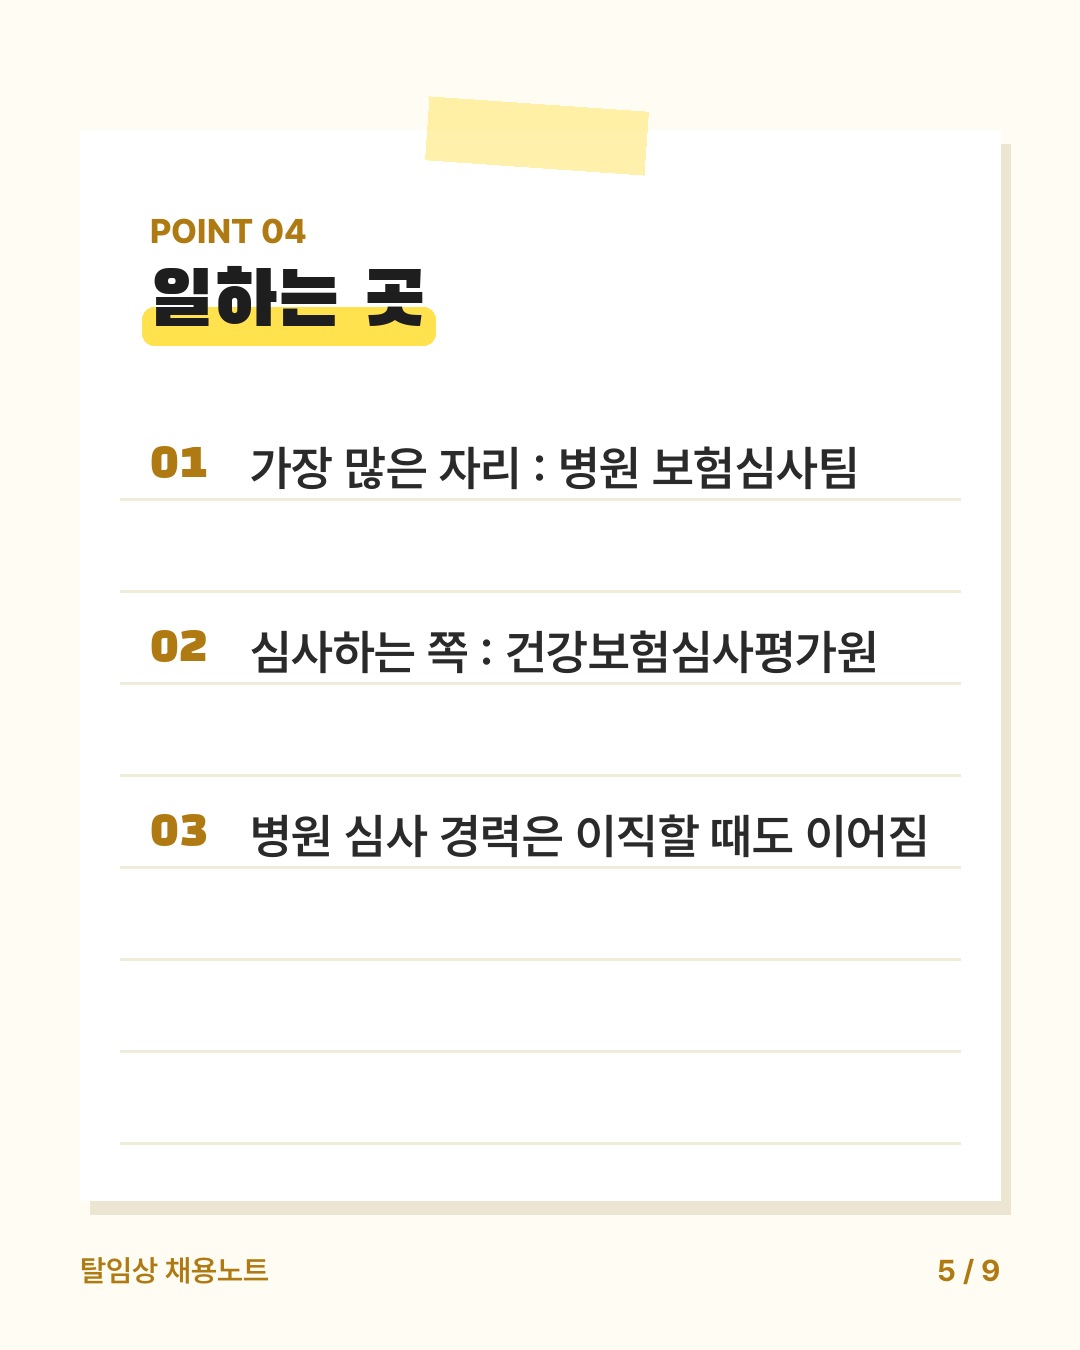 POINT 04
일하는 곳
01 가장 많은 자리 : 병원 보험심사팀
02 심사하는 쪽 : 건강보험심사평가원
03 병원 심사 경력은 이직할 때도 이어짐
탈임상 채용노트
5 / 9